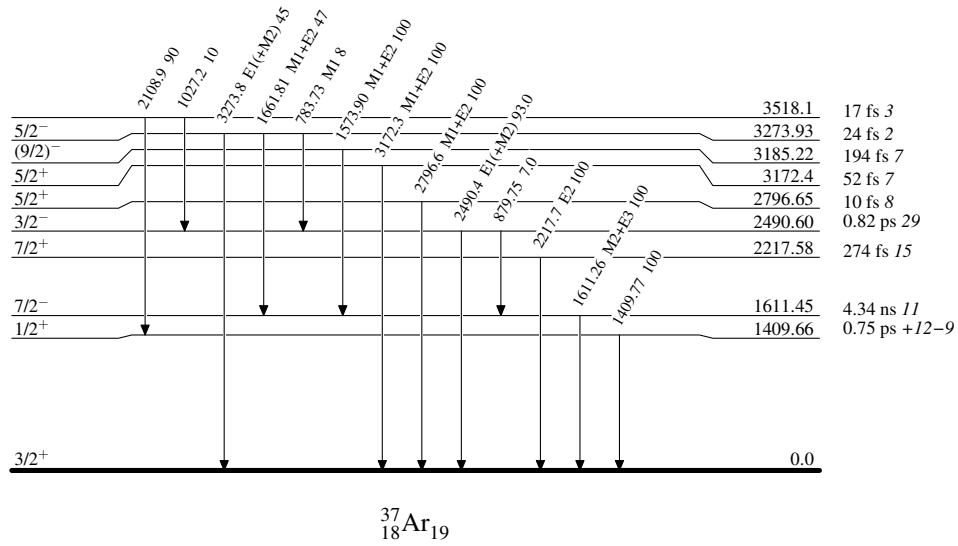 2108.9 90
1027.2 10
3273.8 E1(+M2) 45
1661.81 M1+E2 47
783.73 M1 8
1573.90 M1+E2 100
3172.3 M1+E2 100
2796.6 M1+E2 100
2490.4 E1(+M2) 93.0
879.75 7.0
2217.7 E2 100
1611.26 M2+E3 100
1409.77 100
3518.1 17 fs 3
5/2⁻ 3273.93 24 fs 2
(9/2)⁻ 3185.22 194 fs 7
5/2⁺ 3172.4 52 fs 7
5/2⁺ 2796.65 10 fs 8
3/2⁻ 2490.60 0.82 ps 29
7/2⁺ 2217.58 274 fs 15
7/2⁻ 1611.45 4.34 ns 11
1/2⁺ 1409.66 0.75 ps +12−9
3/2⁺ 0.0
³⁷₁₈Ar₁₉